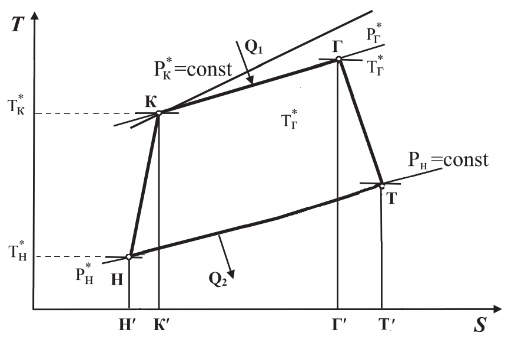 T
Q₁
Г
P*Г
P*К=const
T*Г
T*К
К
T*Г
Pн=const
Т
T*Н
P*Н
Н
Q₂
Н′ К′ Г′ Т′ S